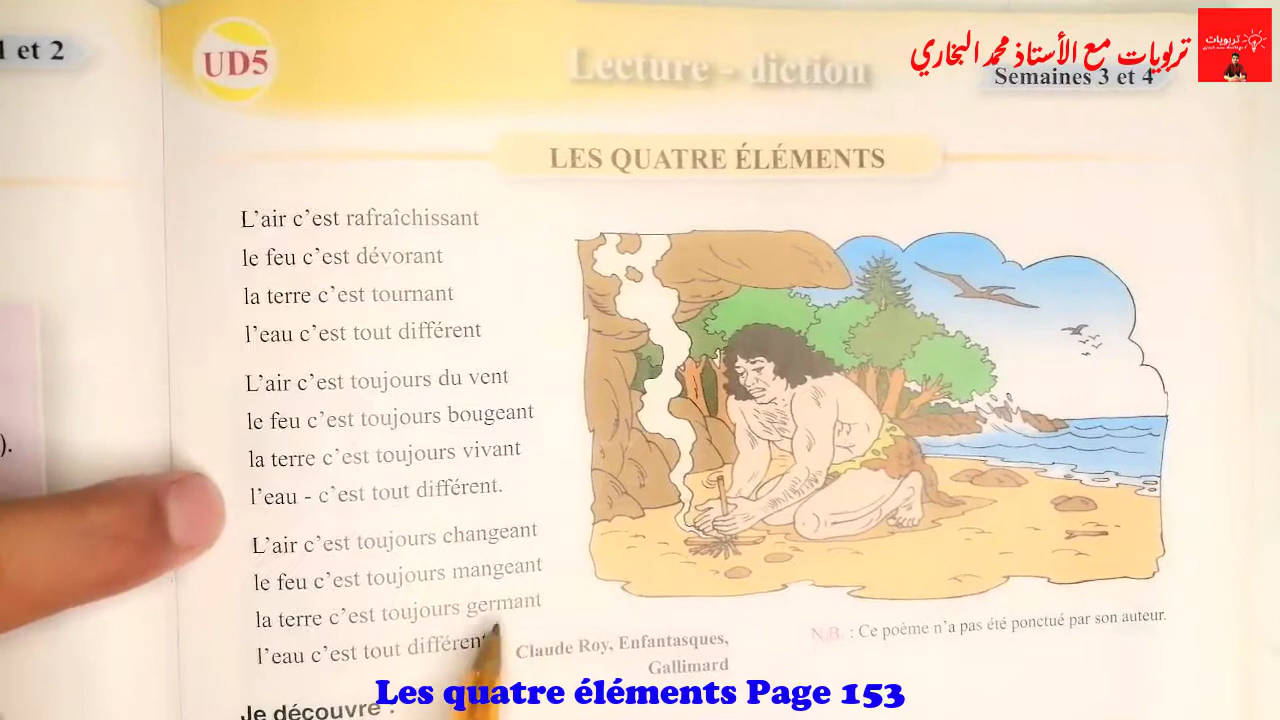 1 et 2
UD5
Lecture - diction
Semaines 3 et 4
تربويات مع الأستاذ محمد البخاري
تربويات
LES QUATRE ÉLÉMENTS
L'air c'est rafraîchissant
le feu c'est dévorant
la terre c'est tournant
l'eau c'est tout différent
L'air c'est toujours du vent
le feu c'est toujours bougeant
la terre c'est toujours vivant
l'eau - c'est tout différent.
L'air c'est toujours changeant
le feu c'est toujours mangeant
la terre c'est toujours germant
l'eau c'est tout différent
).
Claude Roy, Enfantasques,
Gallimard
N.B. : Ce poème n'a pas été ponctué par son auteur.
Je découvre :
Les quatre éléments Page 153